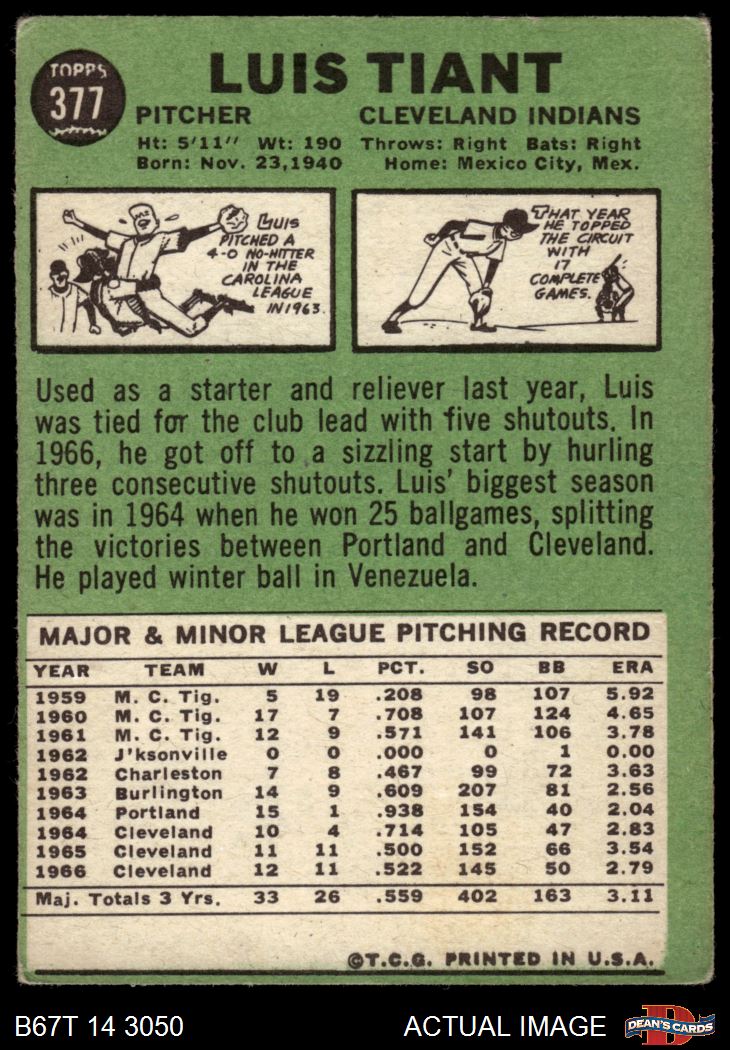 TOPPS
377
LUIS TIANT
PITCHER CLEVELAND INDIANS
Ht: 5'11" Wt: 190 Throws: Right Bats: Right
Born: Nov. 23,1940 Home: Mexico City, Mex.
LUIS
PITCHED A
4-0 NO-HITTER
IN THE
CAROLINA
LEAGUE
IN 1963.
THAT YEAR
HE TOPPED
THE CIRCUIT
WITH
17
COMPLETE
GAMES.
Used as a starter and reliever last year, Luis
was tied for the club lead with five shutouts. In
1966, he got off to a sizzling start by hurling
three consecutive shutouts. Luis' biggest season
was in 1964 when he won 25 ballgames, splitting
the victories between Portland and Cleveland.
He played winter ball in Venezuela.
MAJOR & MINOR LEAGUE PITCHING RECORD
YEAR TEAM W L PCT. SO BB ERA
1959 M. C. Tig. 5 19 .208 98 107 5.92
1960 M. C. Tig. 17 7 .708 107 124 4.65
1961 M. C. Tig. 12 9 .571 141 106 3.78
1962 J'ksonville 0 0 .000 0 1 0.00
1962 Charleston 7 8 .467 99 72 3.63
1963 Burlington 14 9 .609 207 81 2.56
1964 Portland 15 1 .938 154 40 2.04
1964 Cleveland 10 4 .714 105 47 2.83
1965 Cleveland 11 11 .500 152 66 3.54
1966 Cleveland 12 11 .522 145 50 2.79
Maj. Totals 3 Yrs. 33 26 .559 402 163 3.11
©T.C.G. PRINTED IN U.S.A.
B67T 14 3050 ACTUAL IMAGE
D
DEAN'S CARDS